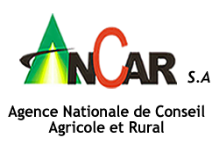 ANCAR S.A
Agence Nationale de Conseil
Agricole et Rural